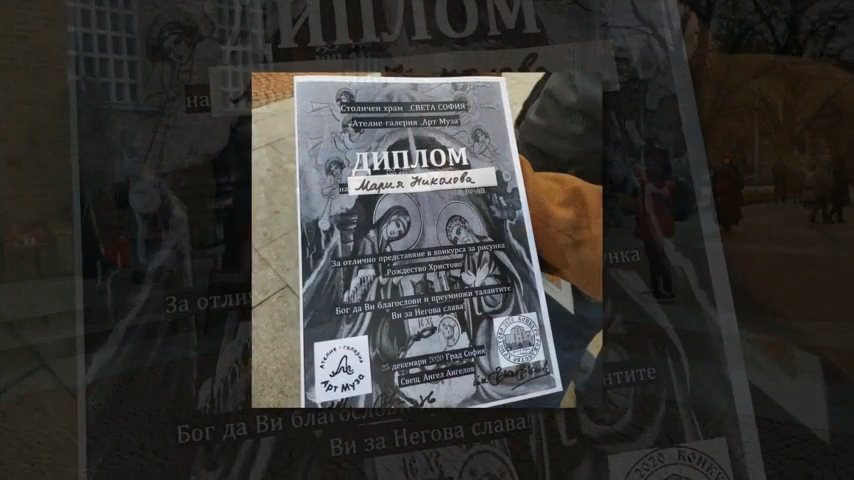 Столичен храм „СВЕТА СОФИЯ"
Ателие галерия „Арт Муза"
ДИПЛОМ
на Мария Николова
За отлично представяне в конкурса за рисунка
„Рождество Христово"
Бог да Ви благослови и преумножи талантите
Ви за Негова слава!
25 декември 2020 Град София
Свещ. Ангел Ангелов
Ателие - галерия
Арт Муза